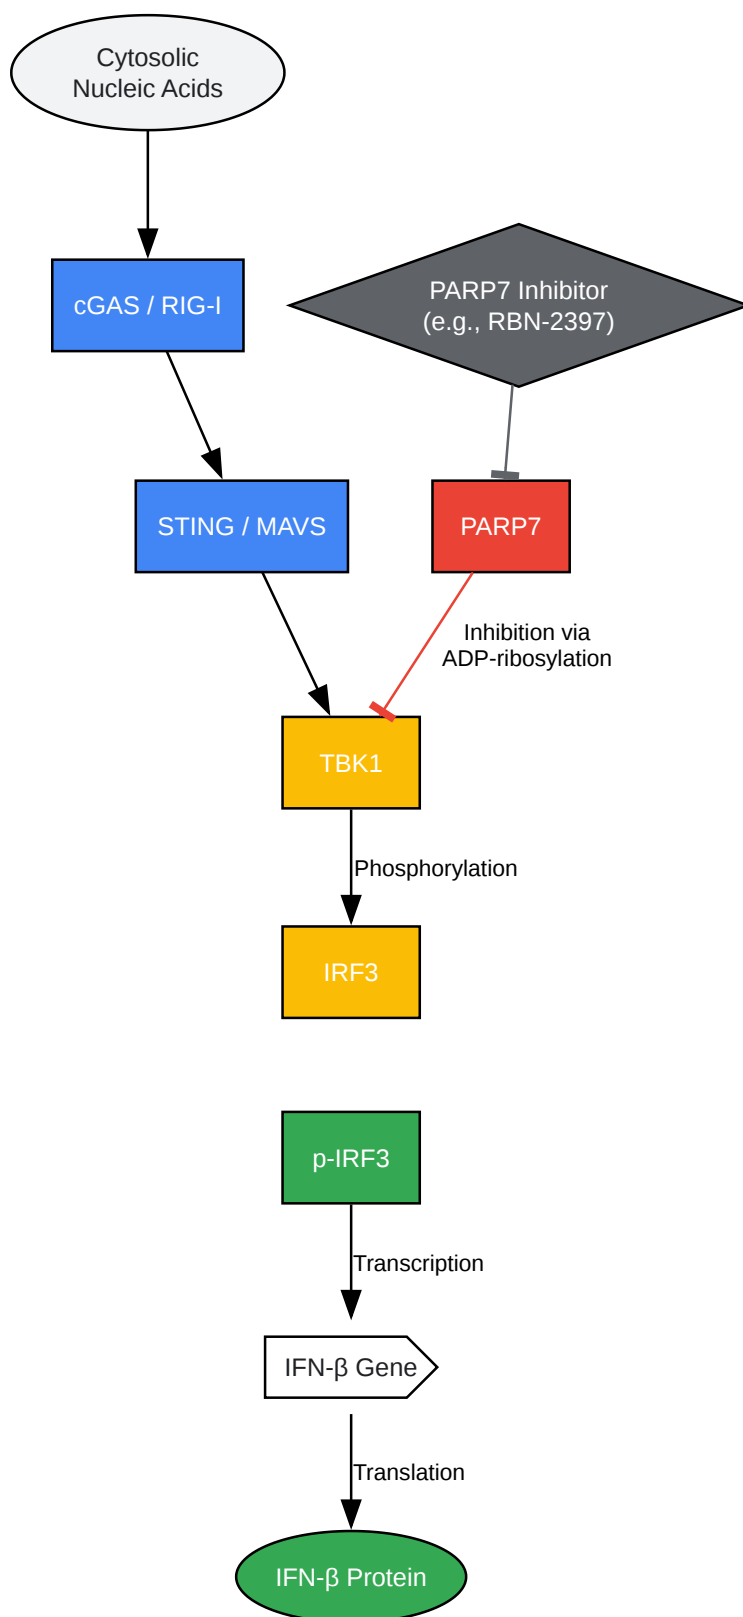 Cytosolic
Nucleic Acids
cGAS / RIG-I
PARP7 Inhibitor
(e.g., RBN-2397)
STING / MAVS
PARP7
Inhibition via
ADP-ribosylation
TBK1
Phosphorylation
IRF3
p-IRF3
Transcription
IFN-β Gene
Translation
IFN-β Protein